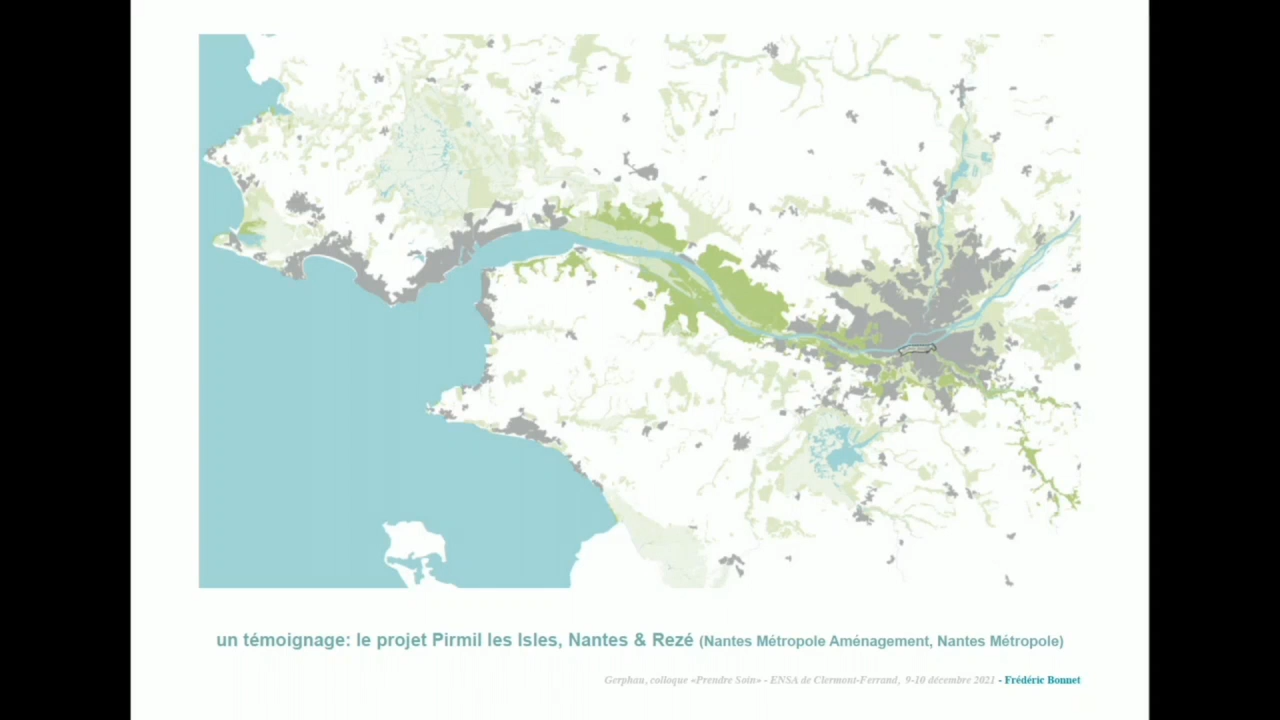 un témoignage: le projet Pirmil les Isles, Nantes & Rezé (Nantes Métropole Aménagement, Nantes Métropole)
Gerphau, colloque «Prendre Soin» - ENSA de Clermont-Ferrand, 9-10 décembre 2021 - Frédéric Bonnet